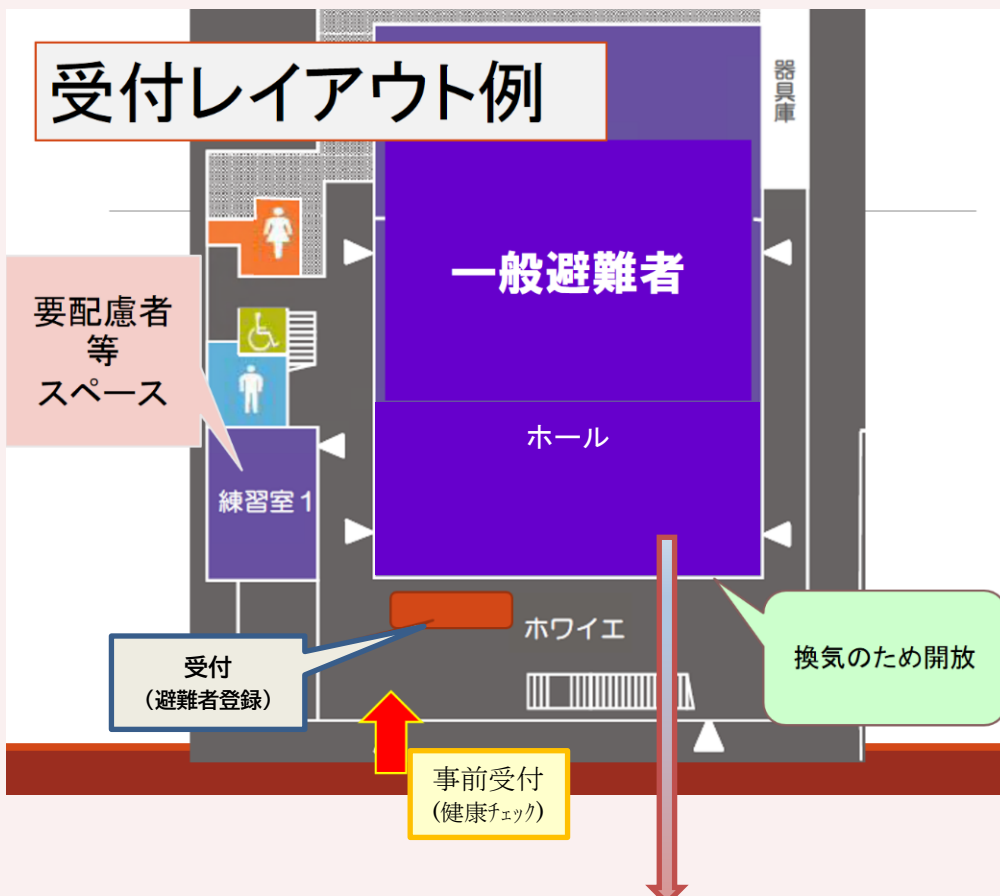 受付レイアウト例
器具庫
一般避難者
要配慮者
等
スペース
ホール
練習室1
ホワイエ
受付
（避難者登録）
換気のため開放
事前受付
(健康ﾁｪｯｸ)